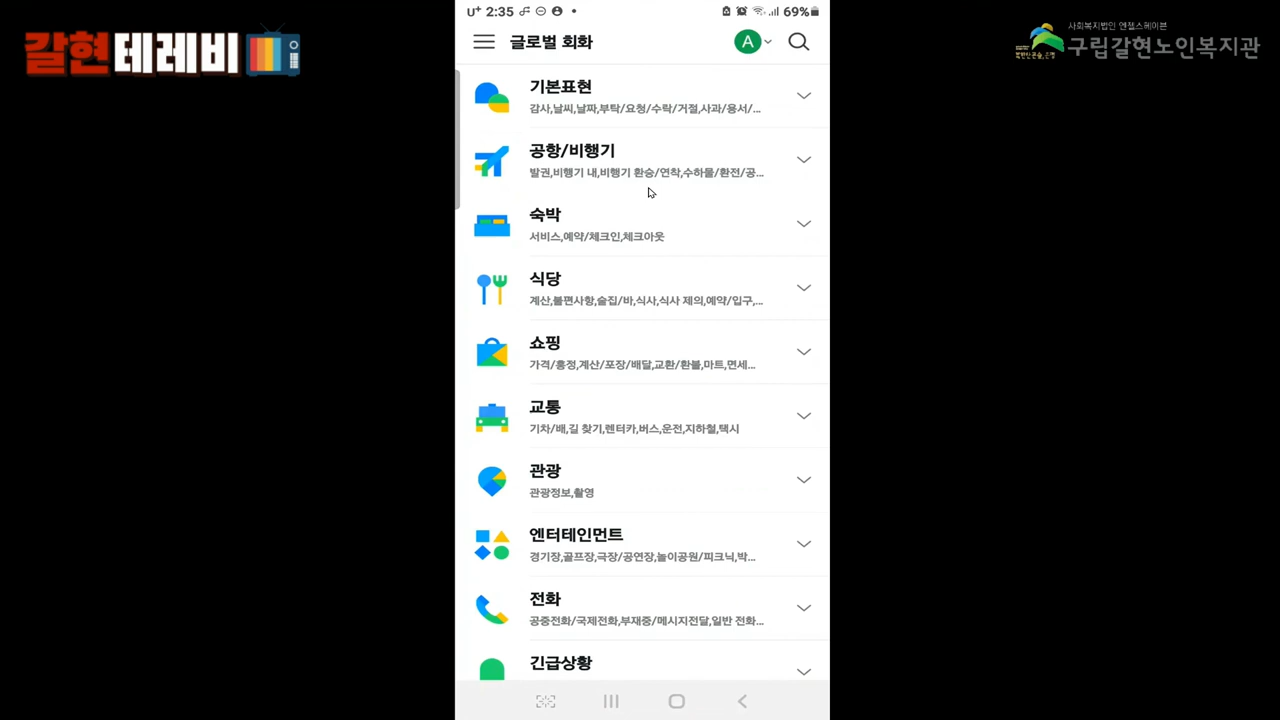 갈현테레비
사회복지법인 엔젤스헤이븐
구립갈현노인복지관
U+ 2:35
69%
글로벌 회화
A
기본표현
감사,날씨,날짜,부탁/요청/수락/거절,사과/용서/...
공항/비행기
발권,비행기 내,비행기 환승/연착,수하물/환전/공...
숙박
서비스,예약/체크인,체크아웃
식당
계산,불편사항,술집/바,식사,식사 제의,예약/입구,...
쇼핑
가격/흥정,계산/포장/배달,교환/환불,마트,면세...
교통
기차/배,길 찾기,렌터카,버스,운전,지하철,택시
관광
관광정보,촬영
엔터테인먼트
경기장,골프장,극장/공연장,놀이공원/피크닉,박...
전화
공중전화/국제전화,부재중/메시지전달,일반 전화...
긴급상황